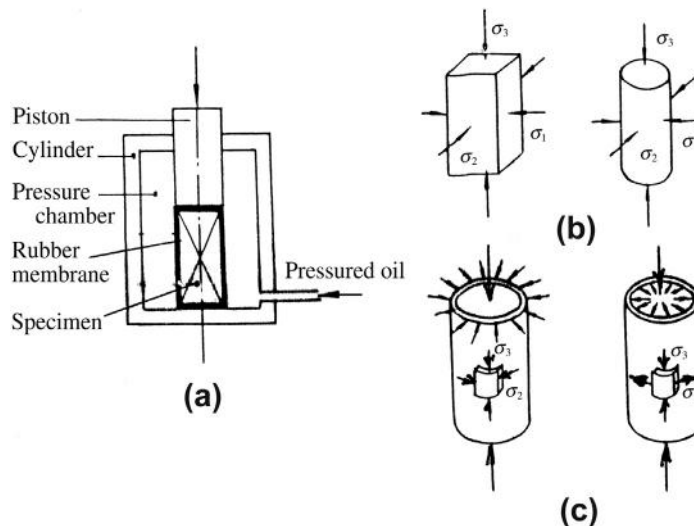 Piston
Cylinder
Pressure
chamber
Rubber
membrane
Specimen
Pressured oil
(a)
σ₃
σ₁
σ₂
σ₃
σ
σ₂
(b)
σ₃
σ₂
σ₃
σ
(c)